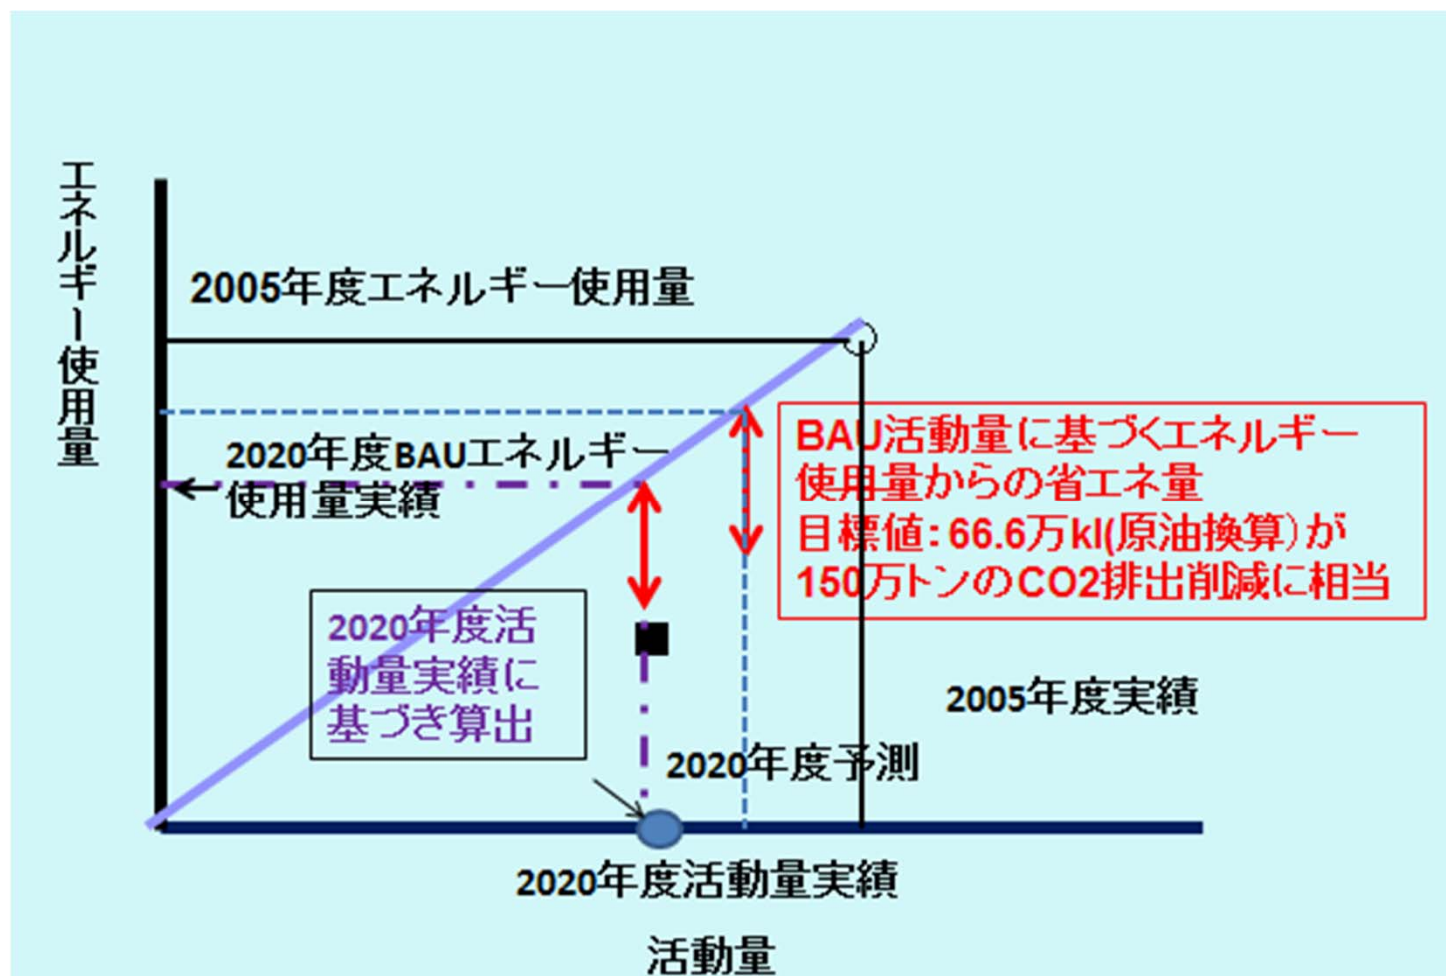 エネルギー使用量
2005年度エネルギー使用量
2020年度BAUエネルギー
使用量実績
BAU活動量に基づくエネルギー
使用量からの省エネ量
目標値：66.6万kl(原油換算）が
150万トンのCO2排出削減に相当
2020年度活
動量実績に
基づき算出
2005年度実績
2020年度予測
2020年度活動量実績
活動量